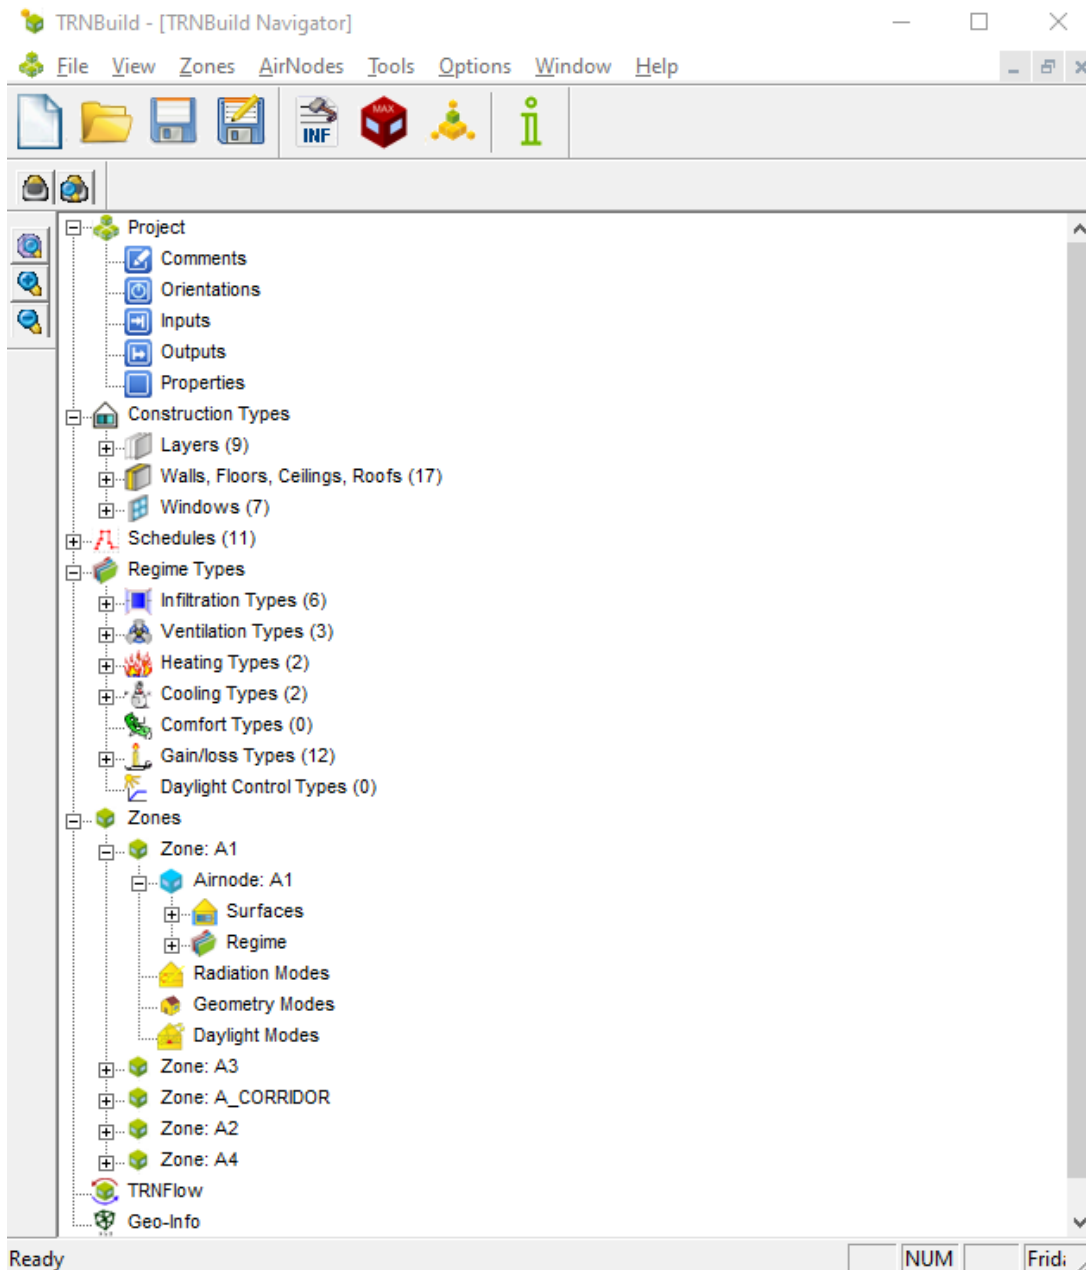 TRNBuild - [TRNBuild Navigator]
File View Zones AirNodes Tools Options Window Help
INF MAX
Project
Comments
Orientations
Inputs
Outputs
Properties
Construction Types
Layers (9)
Walls, Floors, Ceilings, Roofs (17)
Windows (7)
Schedules (11)
Regime Types
Infiltration Types (6)
Ventilation Types (3)
Heating Types (2)
Cooling Types (2)
Comfort Types (0)
Gain/loss Types (12)
Daylight Control Types (0)
Zones
Zone: A1
Airnode: A1
Surfaces
Regime
Radiation Modes
Geometry Modes
Daylight Modes
Zone: A3
Zone: A_CORRIDOR
Zone: A2
Zone: A4
TRNFlow
Geo-Info
Ready NUM